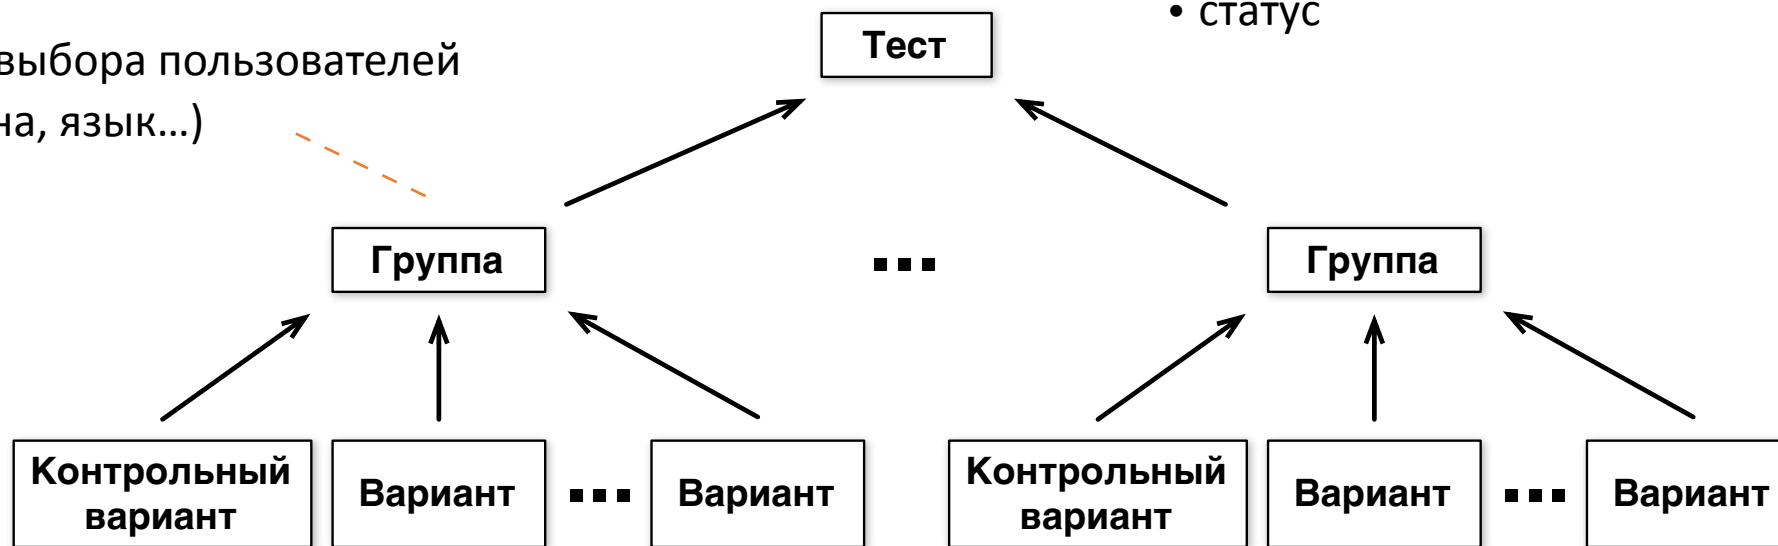 • статус
Тест
выбора пользователей
на, язык...)
Группа
...
Группа
Контрольный
вариант
Вариант
...
Вариант
Контрольный
вариант
Вариант
...
Вариант